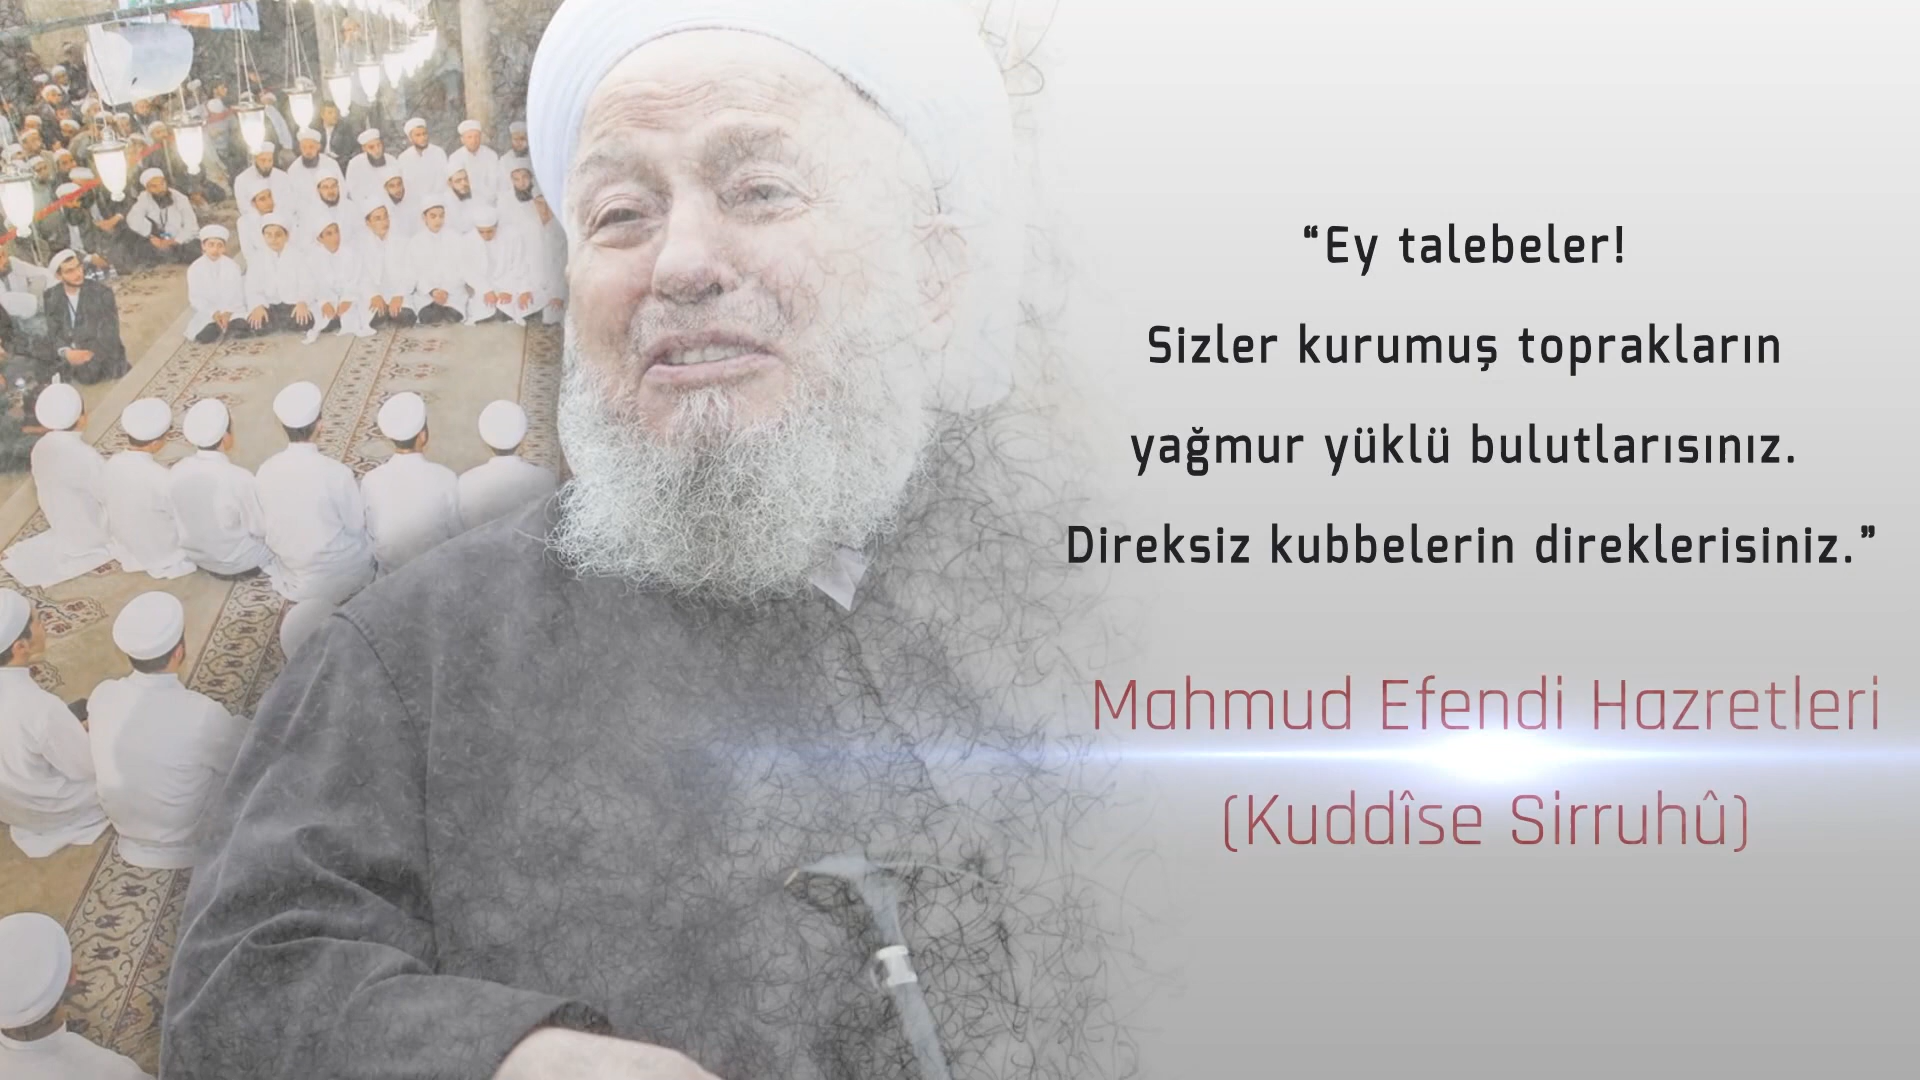 “Ey talebeler!
Sizler kurumuş toprakların
yağmur yüklü bulutlarısınız.
Direksiz kubbelerin direklerisiniz.”
Mahmud Efendi Hazretleri
(Kuddîse Sirruhû)